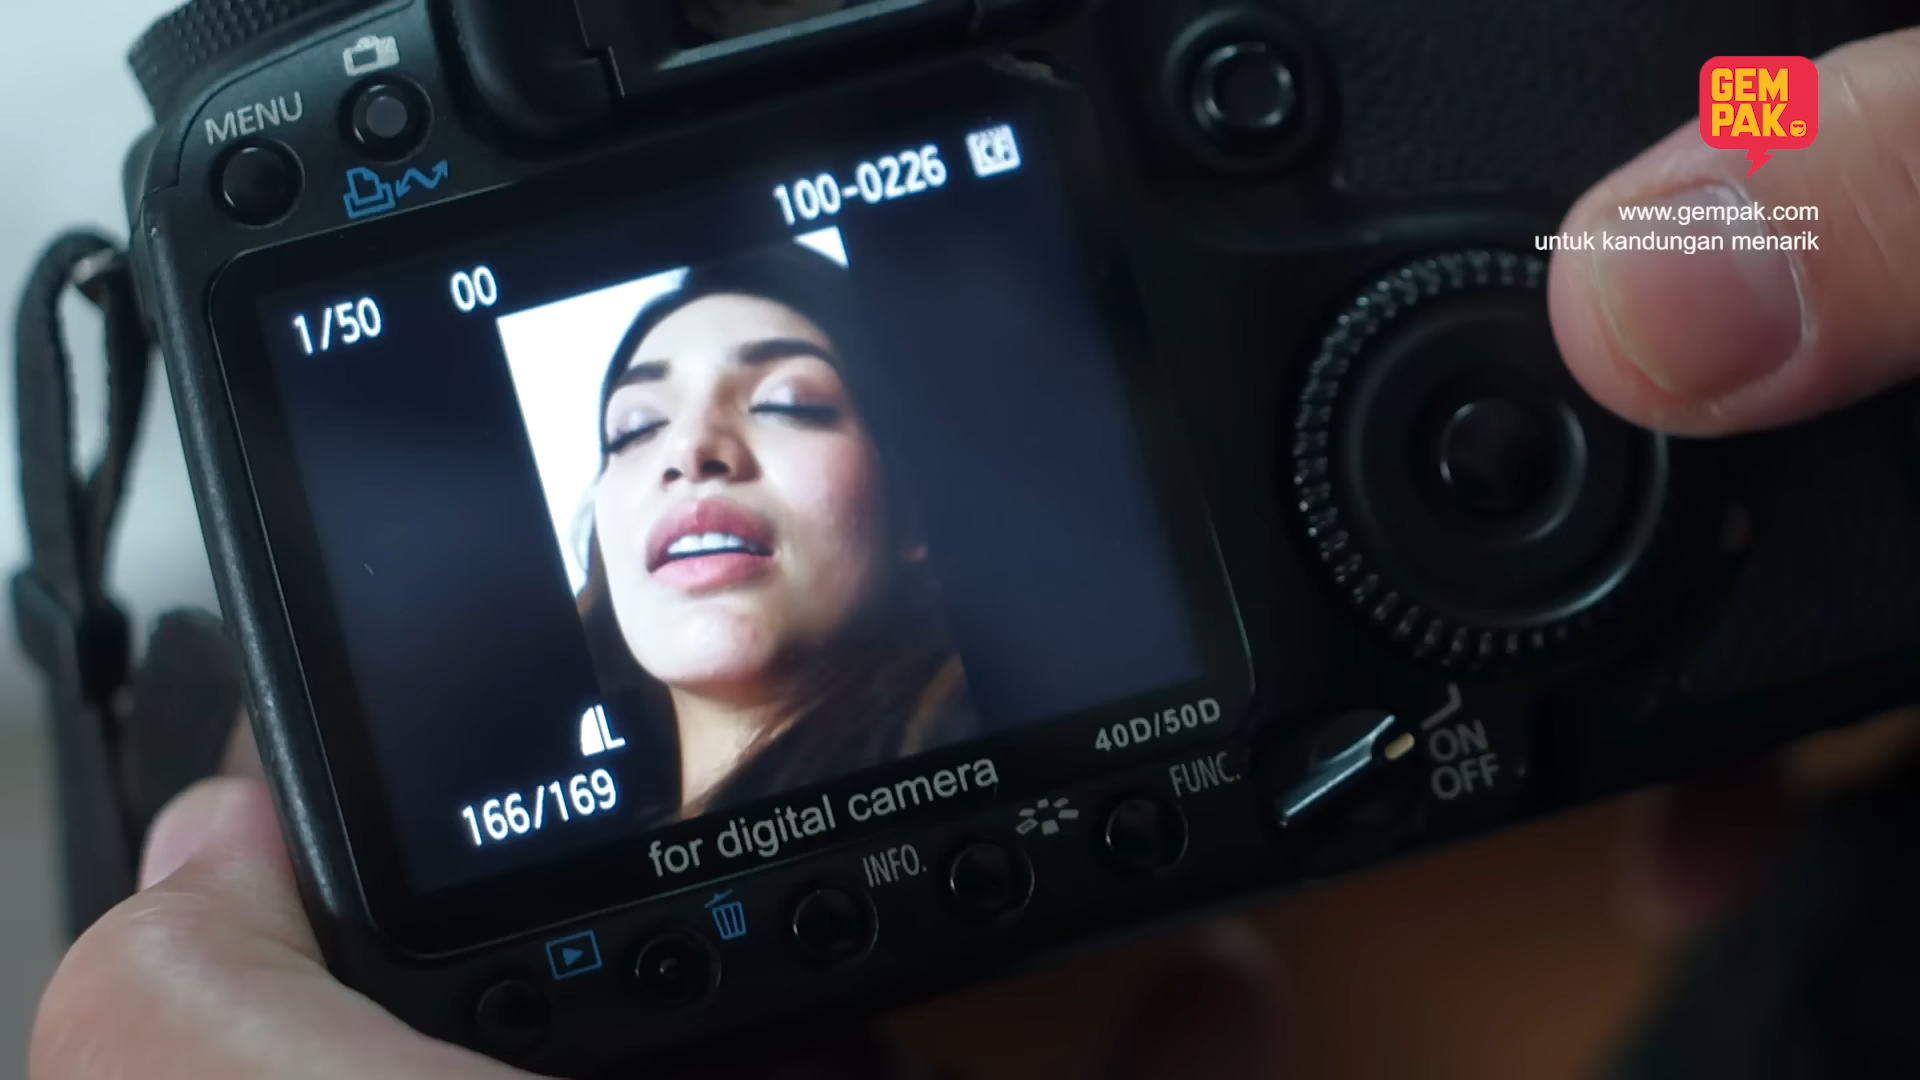 GEM
PAK
www.gempak.com
untuk kandungan menarik
MENU
100-0226
1/50
00
L
166/169
for digital camera
40D/50D
INFO.
FUNC.
ON
OFF